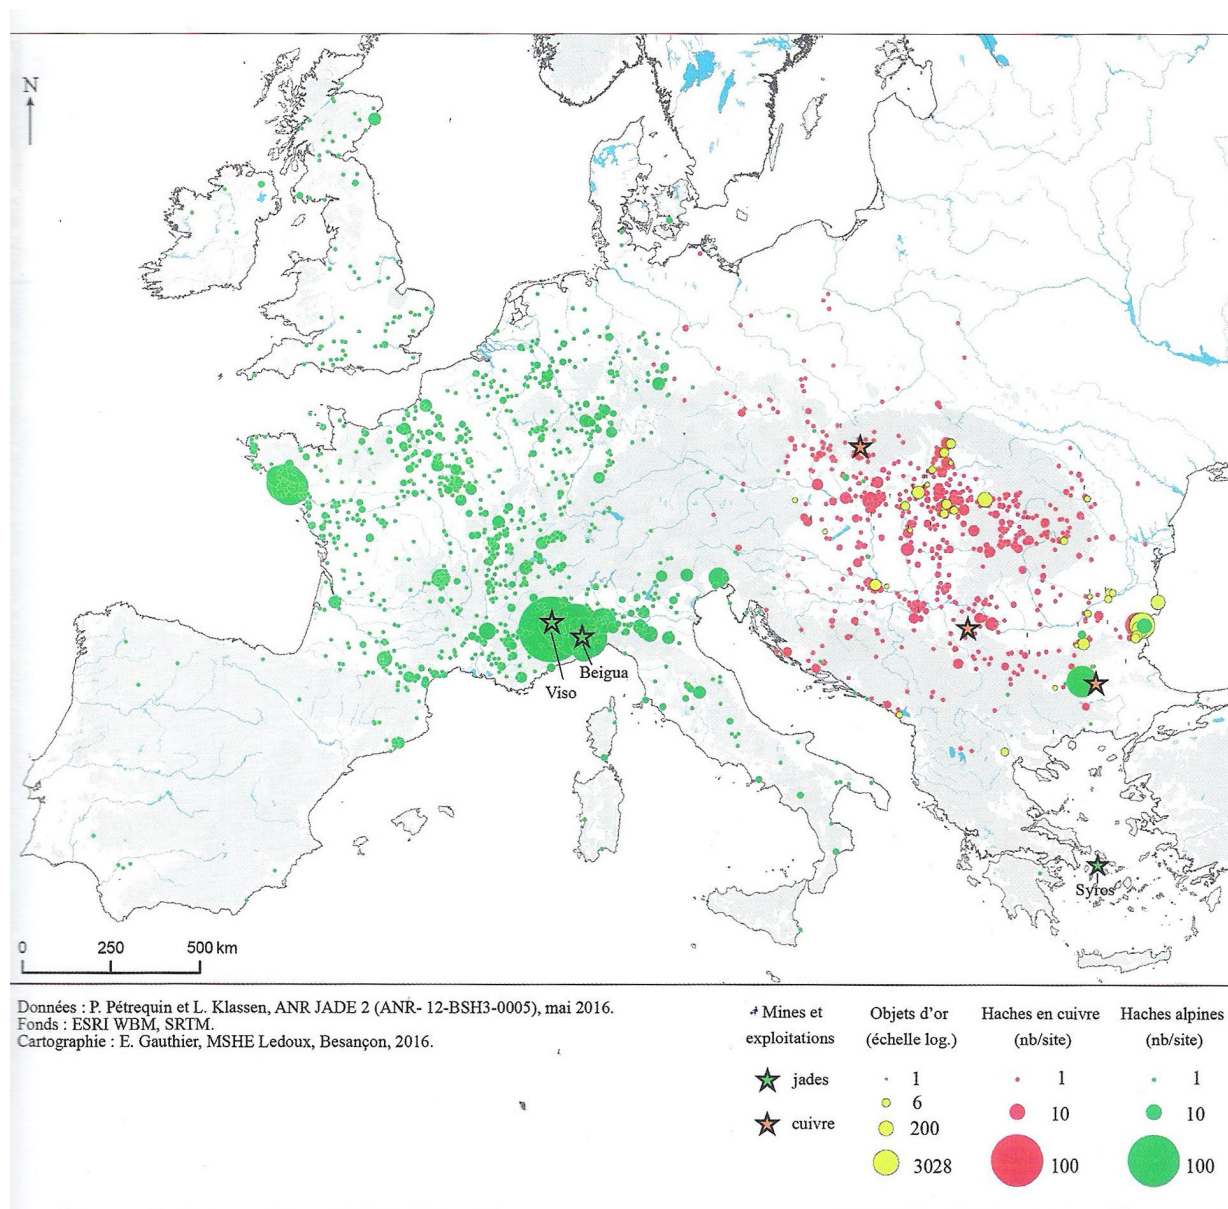 N
Beigua
Viso
Syros
0 250 500 km
Données : P. Pétrequin et L. Klassen, ANR JADE 2 (ANR- 12-BSH3-0005), mai 2016.
Fonds : ESRI WBM, SRTM.
Cartographie : E. Gauthier, MSHE Ledoux, Besançon, 2016.
Mines et
exploitations
jades
cuivre
Objets d’or
(échelle log.)
1
6
200
3028
Haches en cuivre
(nb/site)
1
10
100
Haches alpines
(nb/site)
1
10
100